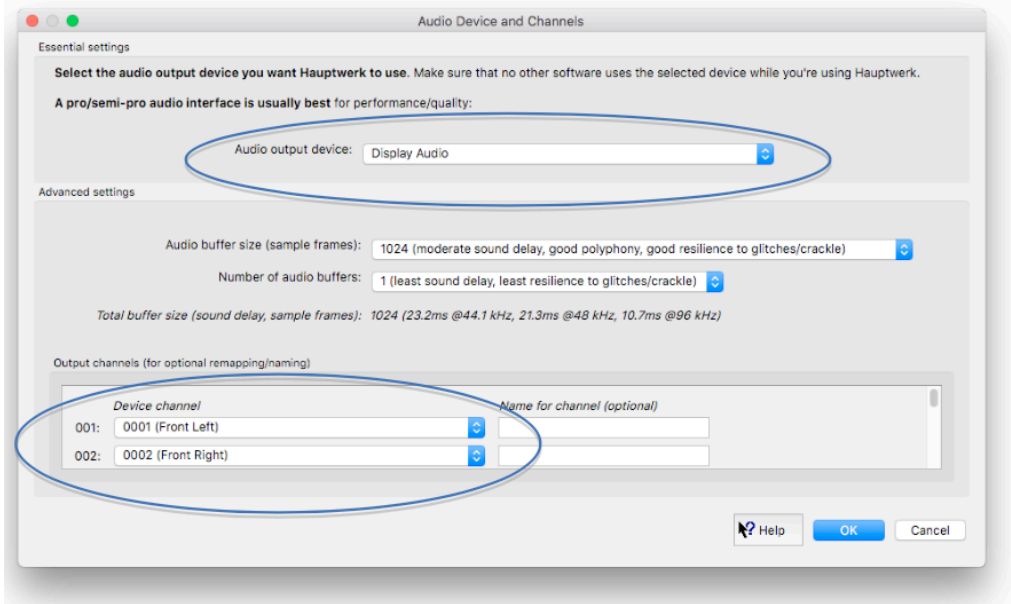 Audio Device and Channels
Essential settings
Select the audio output device you want Hauptwerk to use. Make sure that no other software uses the selected device while you're using Hauptwerk.
A pro/semi-pro audio interface is usually best for performance/quality:
Audio output device: Display Audio
Advanced settings
Audio buffer size (sample frames): 1024 (moderate sound delay, good polyphony, good resilience to glitches/crackle)
Number of audio buffers: 1 (least sound delay, least resilience to glitches/crackle)
Total buffer size (sound delay, sample frames): 1024 (23.2ms @44.1 kHz, 21.3ms @48 kHz, 10.7ms @96 kHz)
Output channels (for optional remapping/naming)
Device channel Name for channel (optional)
001: 0001 (Front Left)
002: 0002 (Front Right)
Help OK Cancel